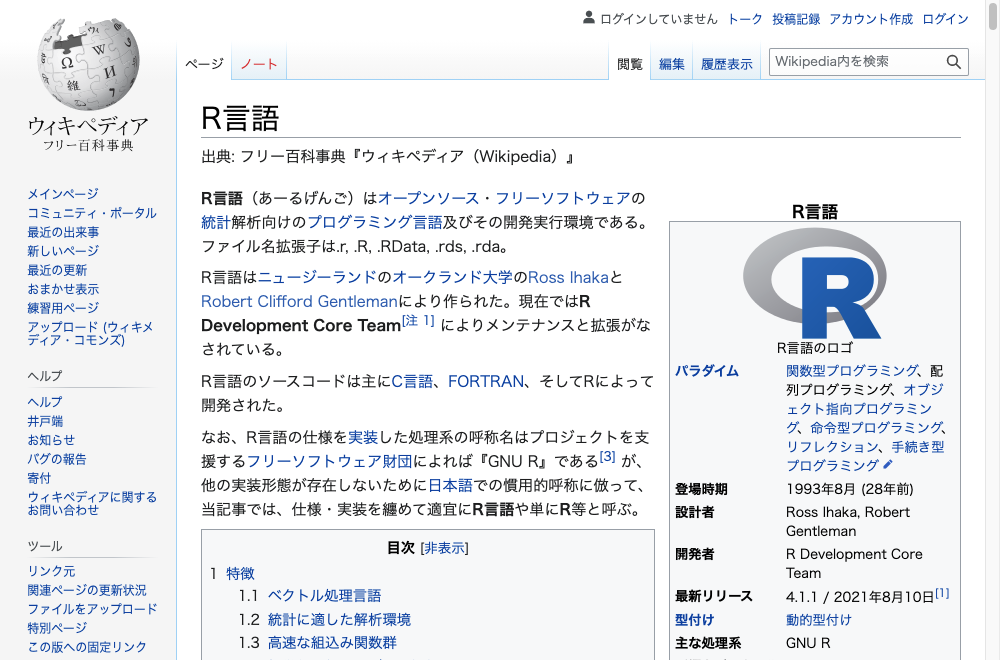 ログインしていません トーク 投稿記録 アカウント作成 ログイン
ページ ノート 閲覧 編集 履歴表示 Wikipedia内を検索
Ω W И 維
ウィキペディア
フリー百科事典
メインページ
コミュニティ・ポータル
最近の出来事
新しいページ
最近の更新
おまかせ表示
練習用ページ
アップロード (ウィキメ
ディア・コモンズ)
ヘルプ
ヘルプ
井戸端
お知らせ
バグの報告
寄付
ウィキペディアに関する
お問い合わせ
ツール
リンク元
関連ページの更新状況
ファイルをアップロード
特別ページ
この版への固定リンク
R言語
出典: フリー百科事典『ウィキペディア（Wikipedia）』
R言語（あーるげんご）はオープンソース・フリーソフトウェアの
統計解析向けのプログラミング言語及びその開発実行環境である。
ファイル名拡張子は.r, .R, .RData, .rds, .rda。
R言語はニュージーランドのオークランド大学のRoss Ihakaと
Robert Clifford Gentlemanにより作られた。現在ではR
Development Core Team[注 1] によりメンテナンスと拡張がな
されている。
R言語のソースコードは主にC言語、FORTRAN、そしてRによって
開発された。
なお、R言語の仕様を実装した処理系の呼称名はプロジェクトを支
援するフリーソフトウェア財団によれば『GNU R』である[3] が、
他の実装形態が存在しないために日本語での慣用的呼称に倣って、
当記事では、仕様・実装を纏めて適宜にR言語や単にR等と呼ぶ。
目次 [非表示]
1 特徴
1.1 ベクトル処理言語
1.2 統計に適した解析環境
1.3 高速な組込み関数群
R言語
R
R言語のロゴ
パラダイム 関数型プログラミング、配
列プログラミング、オブジ
ェクト指向プログラミン
グ、命令型プログラミング、
リフレクション、手続き型
プログラミング
登場時期 1993年8月 (28年前)
設計者 Ross Ihaka, Robert
Gentleman
開発者 R Development Core
Team
最新リリース 4.1.1 / 2021年8月10日[1]
型付け 動的型付け
主な処理系 GNU R